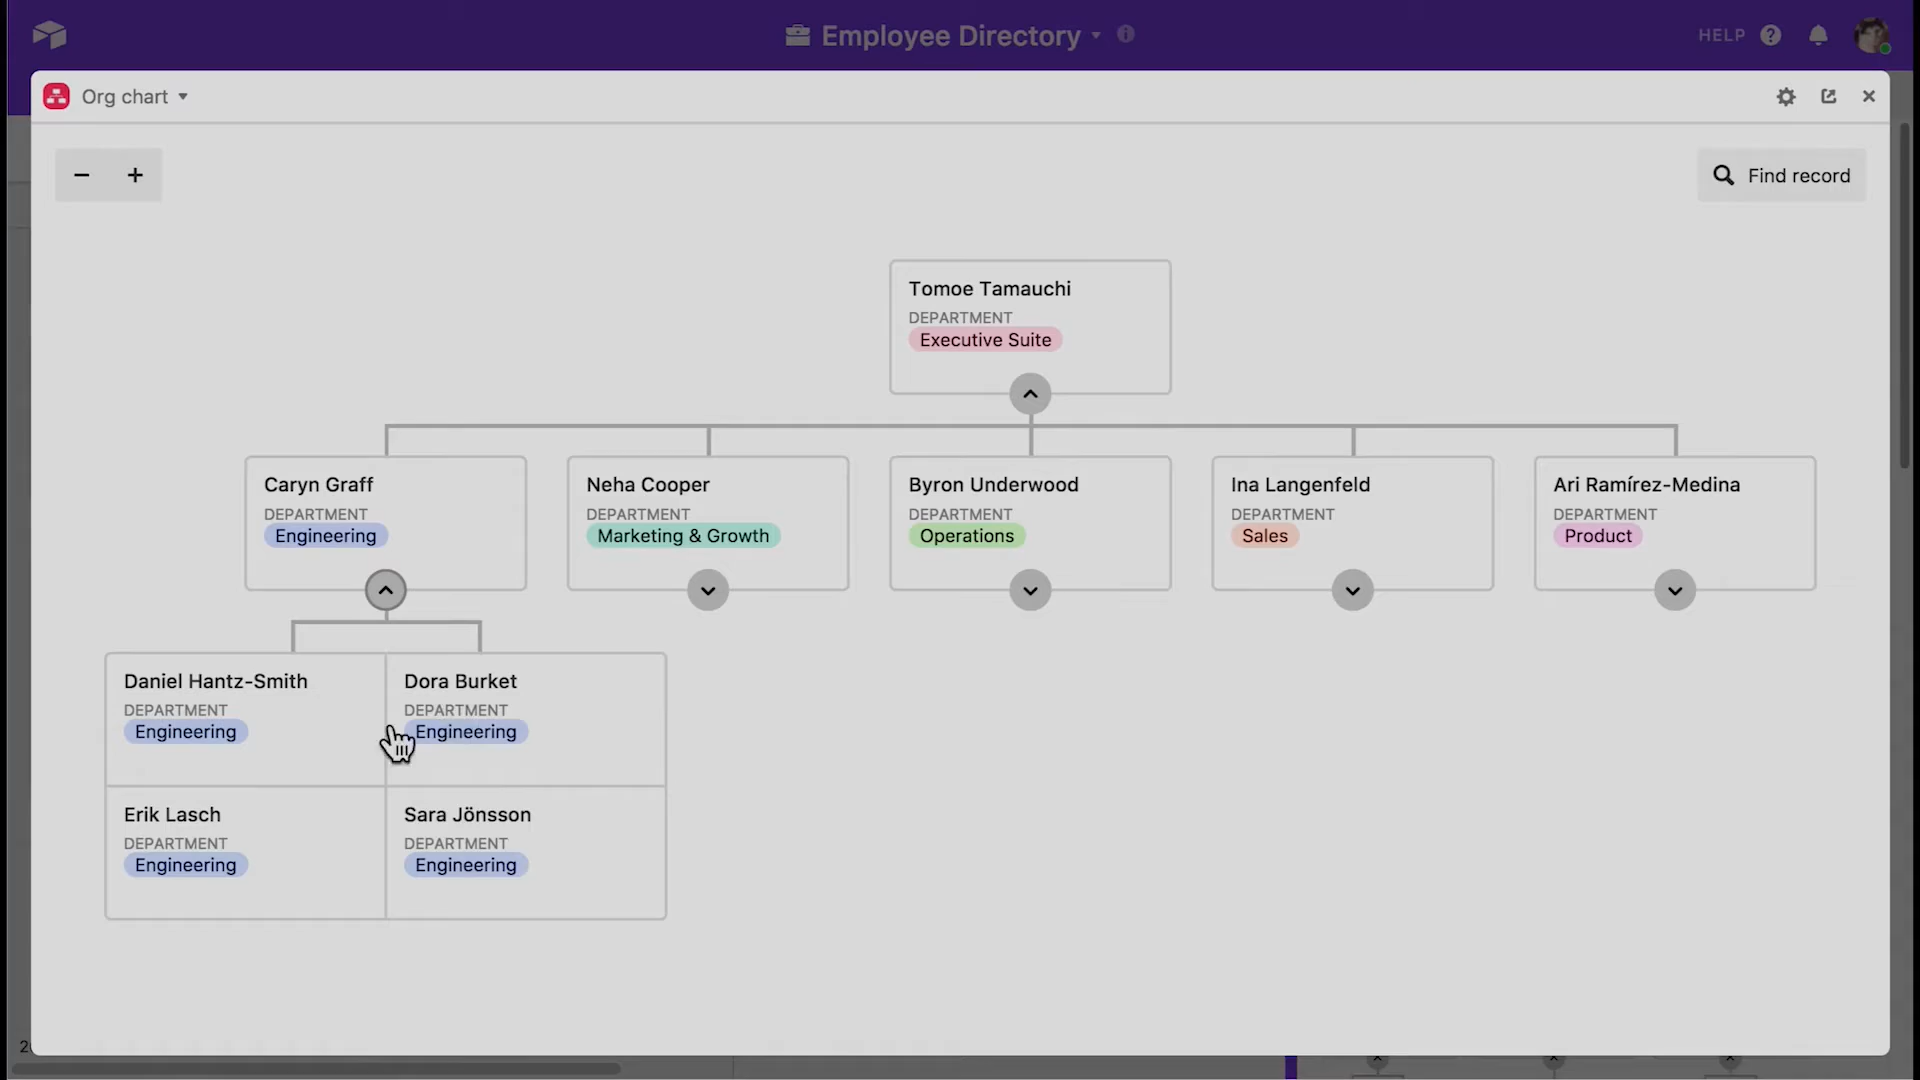 Employee Directory
HELP
Org chart
Find record
Tomoe Tamauchi
DEPARTMENT
Executive Suite
Caryn Graff
DEPARTMENT
Engineering
Neha Cooper
DEPARTMENT
Marketing & Growth
Byron Underwood
DEPARTMENT
Operations
Ina Langenfeld
DEPARTMENT
Sales
Ari Ramírez-Medina
DEPARTMENT
Product
Daniel Hantz-Smith
DEPARTMENT
Engineering
Dora Burket
DEPARTMENT
Engineering
Erik Lasch
DEPARTMENT
Engineering
Sara Jönsson
DEPARTMENT
Engineering